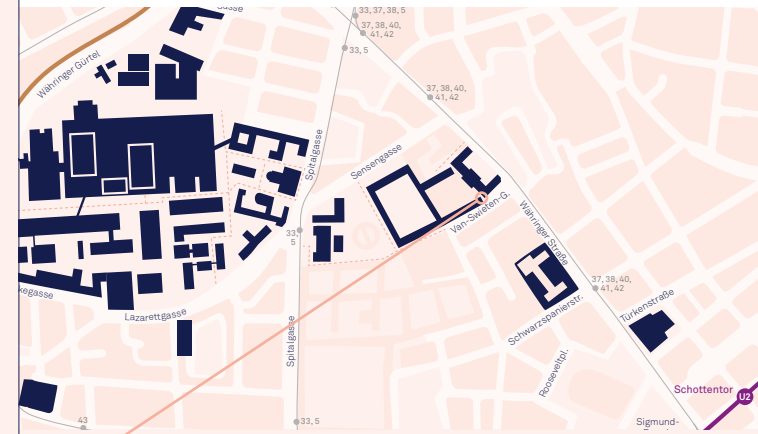 gasse
33, 37, 38, 5
37, 38, 40,
41, 42
33, 5
Währinger Gürtel
37, 38, 40,
41, 42
Spitalgasse
Sensengasse
Van-Swieten-G.
Währinger Straße
33,
5
37, 38, 40,
41, 42
kegasse
Türkenstraße
Lazarettgasse
Schwarzspanierstr.
Spitalgasse
Rooseveltpl.
Schottentor
U2
43
33, 5
Sigmund-